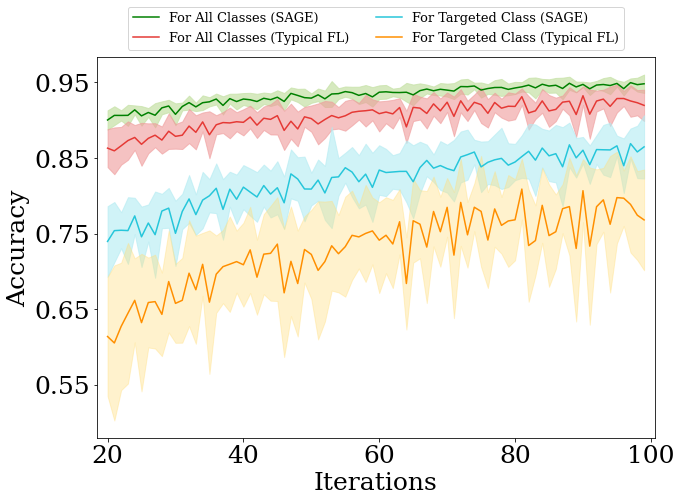 For All Classes (SAGE) For Targeted Class (SAGE)
For All Classes (Typical FL) For Targeted Class (Typical FL)
0.95
0.85
0.75
0.65
0.55
Accuracy
20 40 60 80 100
Iterations